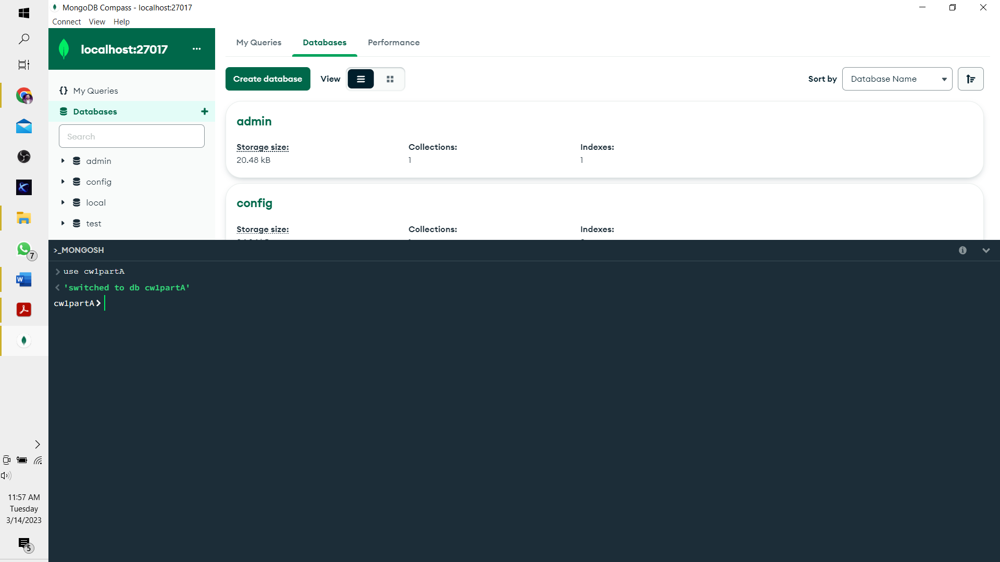 MongoDB Compass - localhost:27017
Connect View Help
localhost:27017 ...
My Queries Databases Performance
Create database View Sort by Database Name
{} My Queries
Databases +
Search
admin
config
local
test
admin
Storage size: Collections: Indexes:
20.48 kB 1 1
config
Storage size: Collections: Indexes:
>_MONGOSH
> use cw1partA
< 'switched to db cw1partA'
cw1partA>
7
11:57 AM
Tuesday
3/14/2023
5